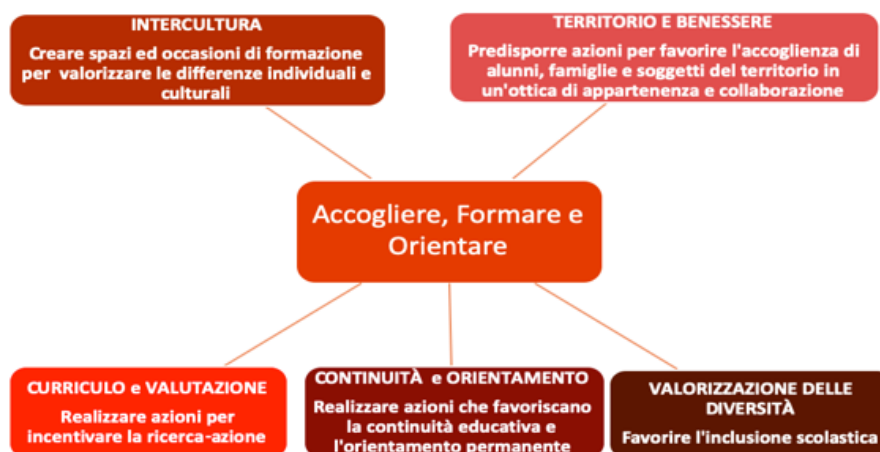 INTERCULTURA
Creare spazi ed occasioni di formazione
per valorizzare le differenze individuali e
culturali
TERRITORIO E BENESSERE
Predisporre azioni per favorire l'accoglienza di
alunni, famiglie e soggetti del territorio in
un'ottica di appartenenza e collaborazione
Accogliere, Formare e
Orientare
CURRICULO e VALUTAZIONE
Realizzare azioni per
incentivare la ricerca-azione
CONTINUITÀ e ORIENTAMENTO
Realizzare azioni che favoriscano
la continuità educativa e
l'orientamento permanente
VALORIZZAZIONE DELLE
DIVERSITÀ
Favorire l'inclusione scolastica